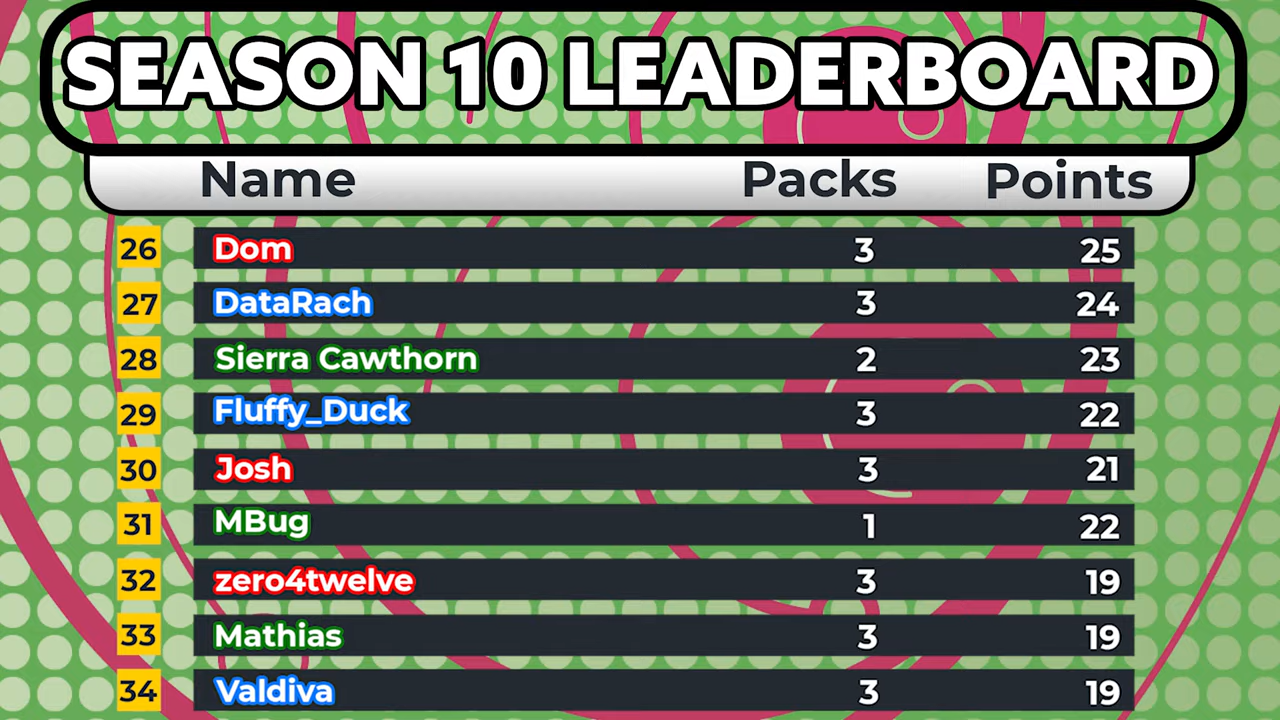 SEASON 10 LEADERBOARD
Name Packs Points
26 Dom 3 25
27 DataRach 3 24
28 Sierra Cawthorn 2 23
29 Fluffy_Duck 3 22
30 Josh 3 21
31 MBug 1 22
32 zero4twelve 3 19
33 Mathias 3 19
34 Valdiva 3 19